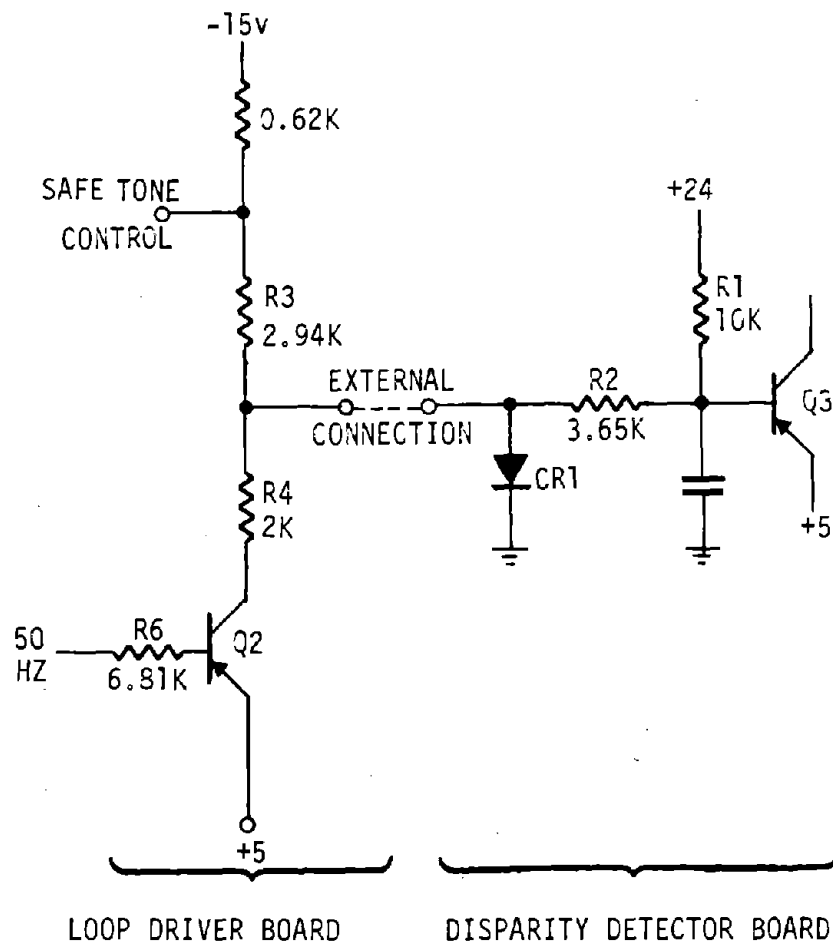 -15v
0.62K
SAFE TONE
CONTROL
+24
R3
2.94K
R1
10K
EXTERNAL
CONNECTION
R2
3.65K
Q3
CR1
R4
2K
+5
50
HZ
R6
6.81K
Q2
+5
LOOP DRIVER BOARD
DISPARITY DETECTOR BOARD